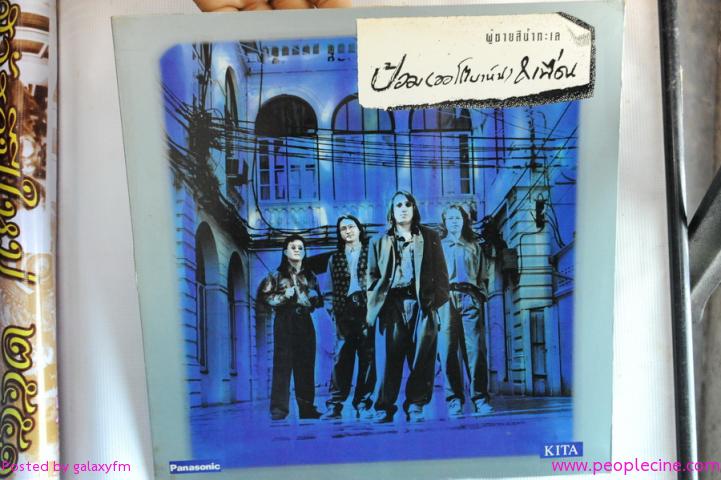 ผู้ชายสีน้ำทะเล
ป้อม (ออโตบาห์น) & เพื่อน
Panasonic
KITA
Posted by galaxyfm
www.peoplecine.com